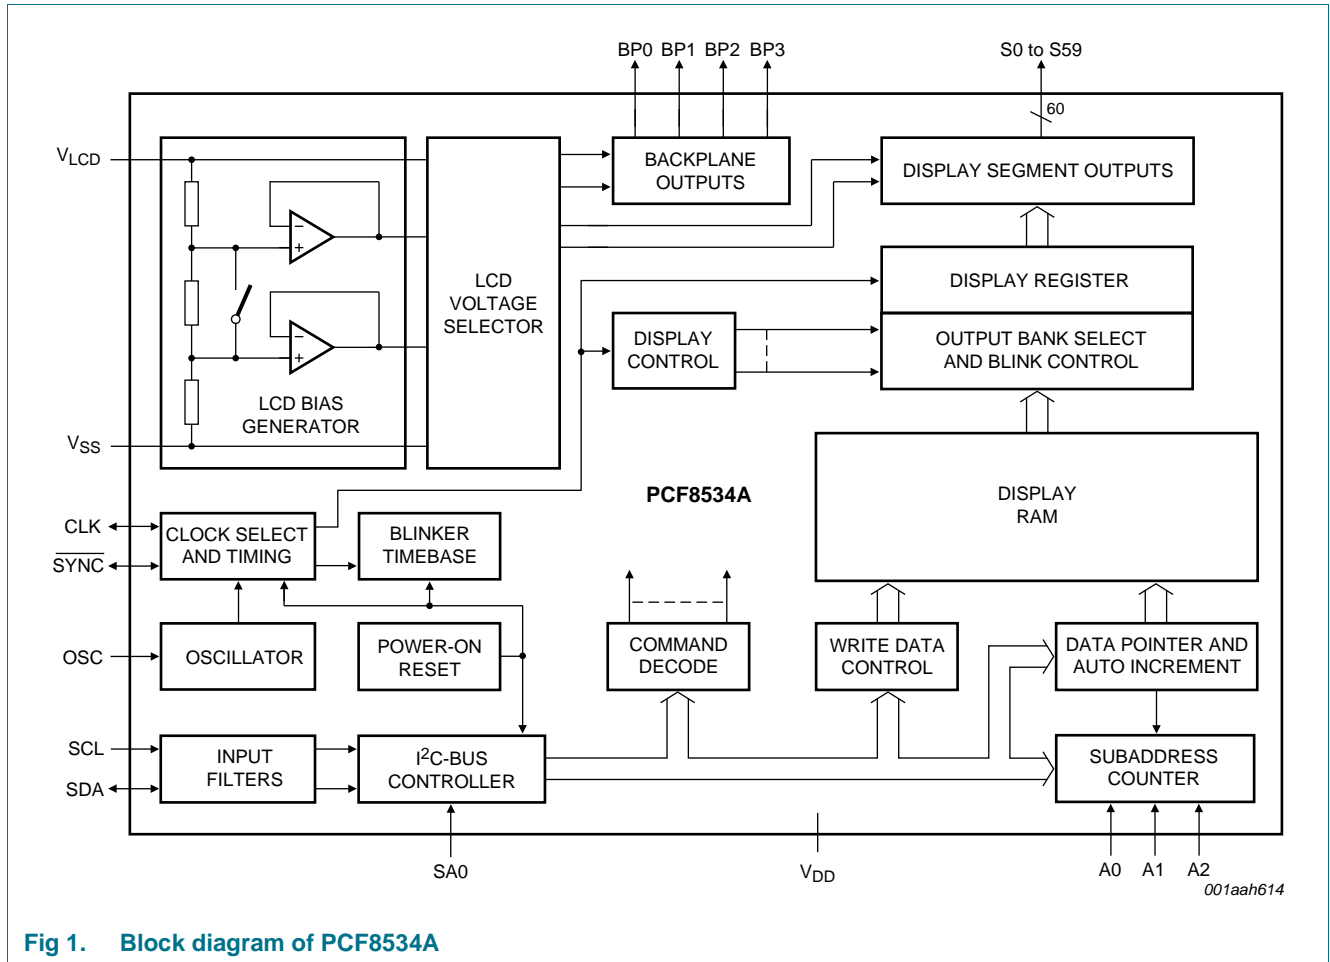 BP0 BP1 BP2 BP3
S0 to S59
60
VLCD
BACKPLANE
OUTPUTS
DISPLAY SEGMENT OUTPUTS
−
+
LCD
VOLTAGE
SELECTOR
DISPLAY REGISTER
−
+
DISPLAY
CONTROL
OUTPUT BANK SELECT
AND BLINK CONTROL
LCD BIAS
GENERATOR
VSS
PCF8534A
DISPLAY
RAM
CLK
SYNC
CLOCK SELECT
AND TIMING
BLINKER
TIMEBASE
OSC
OSCILLATOR
POWER-ON
RESET
COMMAND
DECODE
WRITE DATA
CONTROL
DATA POINTER AND
AUTO INCREMENT
SCL
SDA
INPUT
FILTERS
I2C-BUS
CONTROLLER
SUBADDRESS
COUNTER
SA0
VDD
A0 A1 A2
001aah614
Fig 1. Block diagram of PCF8534A